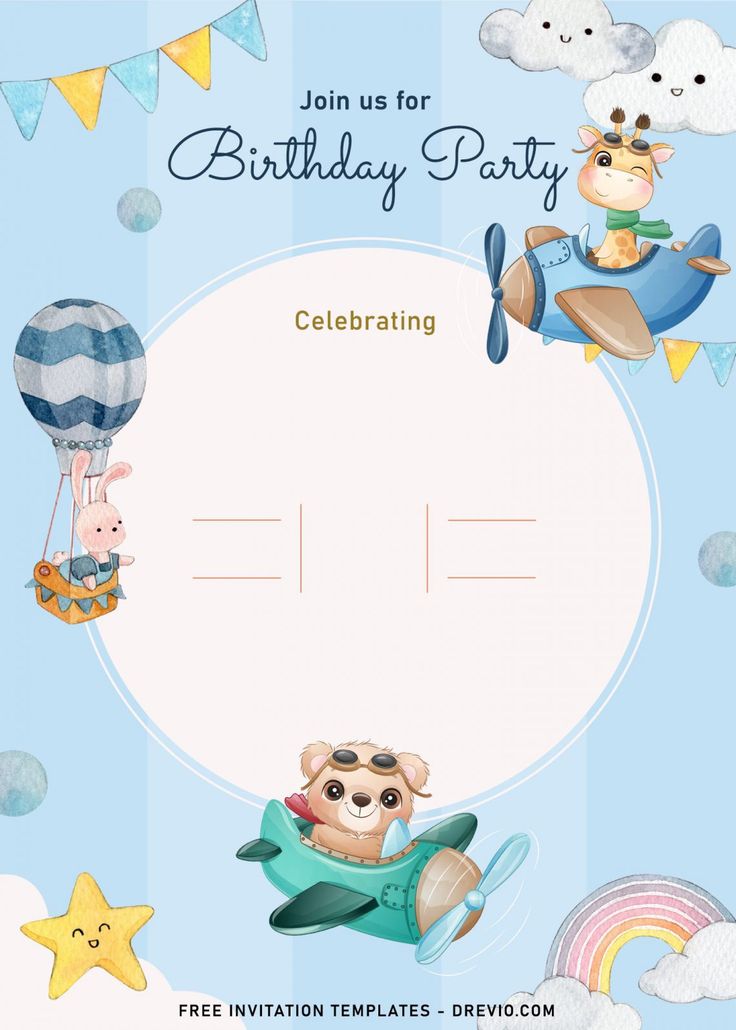 Join us for
Birthday Party
Celebrating
FREE INVITATION TEMPLATES - DREVIO.COM